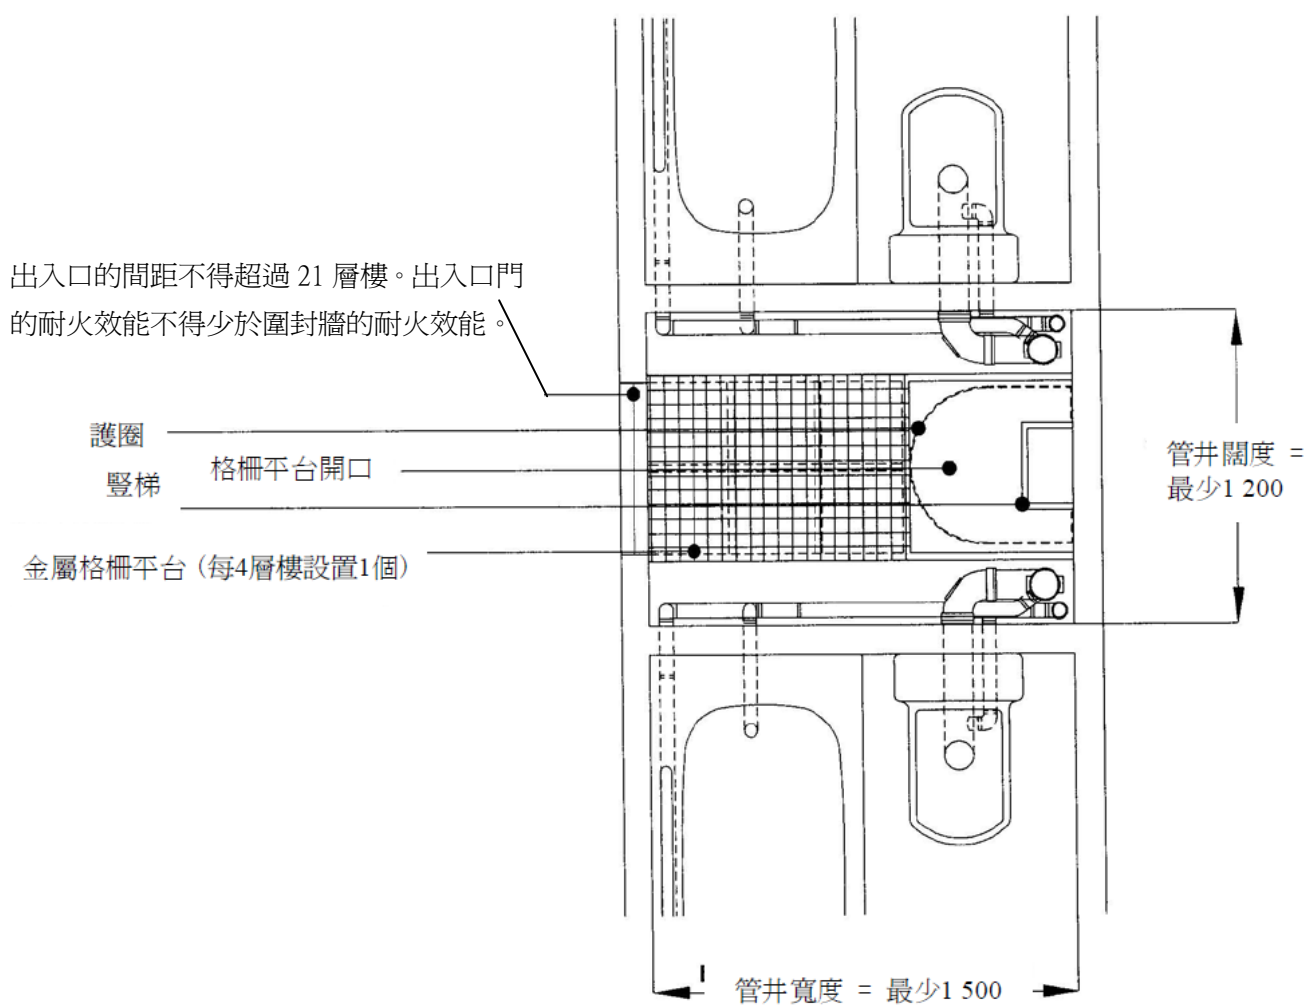 出入口的間距不得超過 21 層樓。出入口門
的耐火效能不得少於圍封牆的耐火效能。
護圈
格柵平台開口
豎梯
金屬格柵平台 (每4層樓設置1個)
管井闊度 =
最少1 200
管井寬度 = 最少1 500